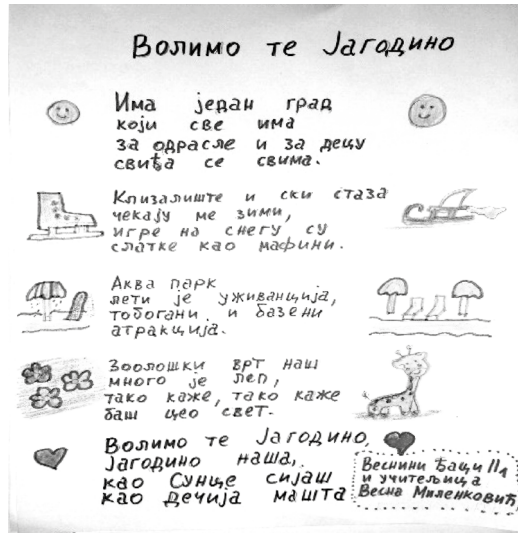 Волимо те Јагодино
Има један град
који све има
за одрасле и за децу
свиђа се свима.
Клизалиште и ски стаза
чекају ме зими,
игре на снегу су
слатке као мафини.
Аква парк
лети је уживанција,
тобогани и базени
атракција.
Зоолошки врт наш
много је леп,
тако каже, тако каже
баш цео свет.
Волимо те Јагодино,
Јагодино наша,
као Сунце сијаш
као дечија машта
Веснини ђаци II1
и учитељица
Весна Миленковић